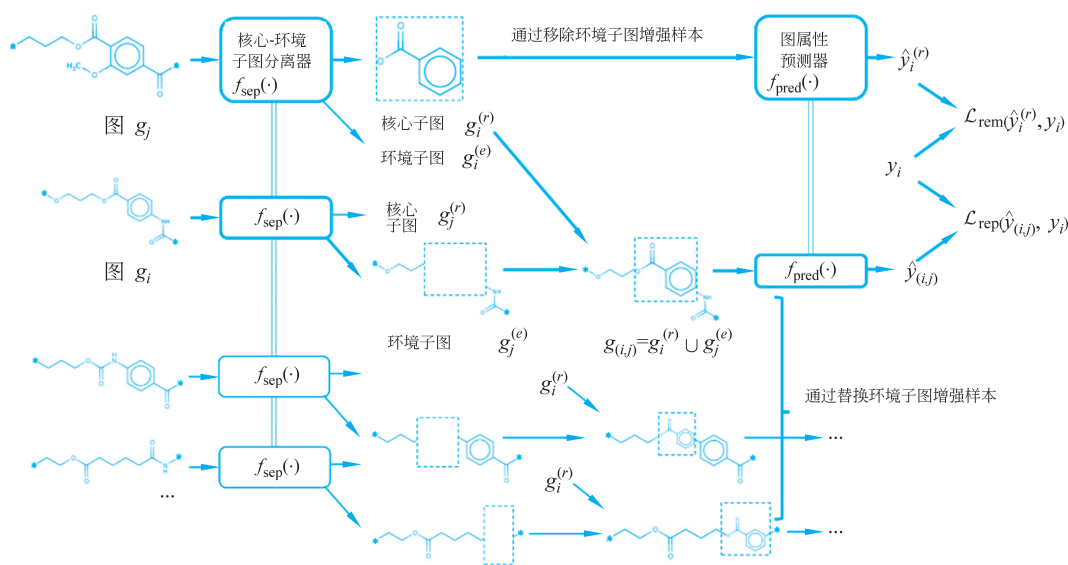 核心-环境
子图分离器
f_sep(·)
通过移除环境子图增强样本
图属性
预测器
f_pred(·)
ŷ_i^(r)
H₃C
O
O
O
O
O
O
图 g_j
核心子图 g_i^(r)
环境子图 g_i^(e)
ℒ_rem(ŷ_i^(r), y_i)
y_i
f_sep(·)
核心
子图 g_j^(r)
ℒ_rep(ŷ_(i,j), y_i)
O
O
O
NH
O
图 g_i
O
NH
O
O
O
O
NH
O
f_pred(·)
ŷ_(i,j)
环境子图 g_j^(e)
g_(i,j)=g_i^(r) ∪ g_j^(e)
O
O
H
N
O
f_sep(·)
g_i^(r)
通过替换环境子图增强样本
O
O
O
...
O
O
O
N
H
f_sep(·)
g_i^(r)
...
O
O
O
O
O
O
...